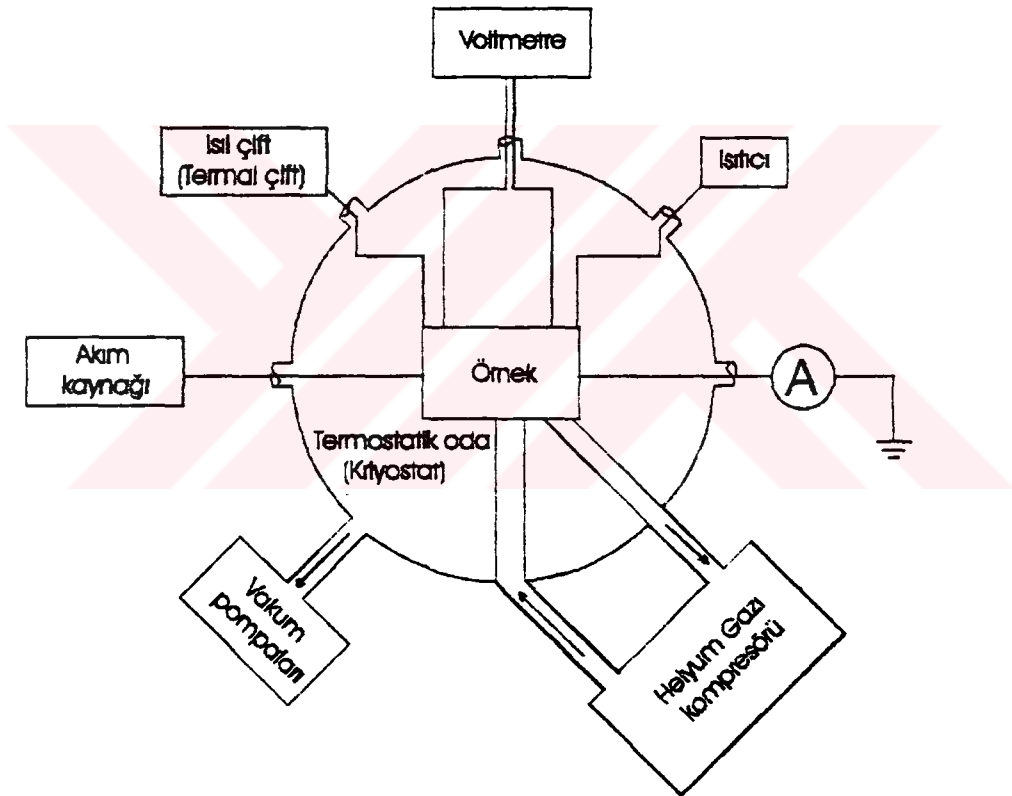 Voltmetre
Isıl çift
(Termal çift)
Isıtıcı
Akım
kaynağı
Örnek
A
Termostatik oda
(Kriyostat)
Vakum
pompaları
Helyum Gazı
kompresörü